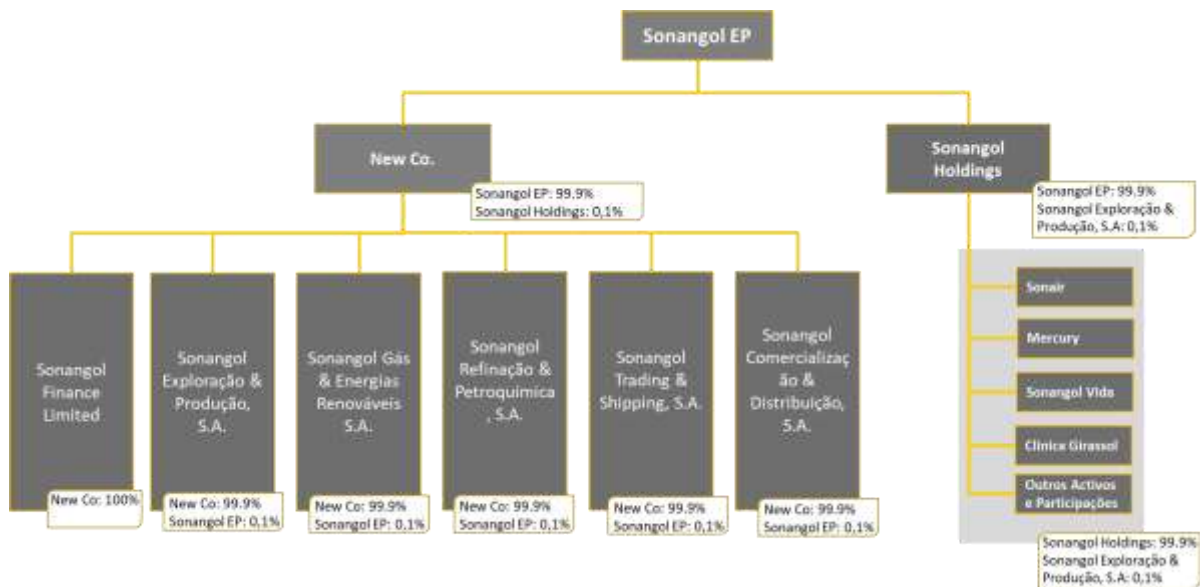 Sonangol EP
New Co.
Sonangol EP: 99.9%
Sonangol Holdings: 0,1%
Sonangol
Holdings
Sonangol EP: 99.9%
Sonangol Exploração &
Produção, S.A: 0,1%
Sonangol
Finance
Limited
New Co: 100%
Sonangol
Exploração &
Produção,
S.A.
New Co: 99.9%
Sonangol EP: 0,1%
Sonangol Gás
& Energias
Renováveis
S.A.
New Co: 99.9%
Sonangol EP: 0,1%
Sonangol
Refinação &
Petroquimica
, S.A.
New Co: 99.9%
Sonangol EP: 0,1%
Sonangol
Trading &
Shipping, S.A.
New Co: 99.9%
Sonangol EP: 0,1%
Sonangol
Comercializaç
ão &
Distribuição,
S.A.
New Co: 99.9%
Sonangol EP: 0,1%
Sonair
Mercury
Sonangol Vida
Clínica Girassol
Outros Activos
e Participações
Sonangol Holdings: 99.9%
Sonangol Exploração &
Produção, S.A: 0,1%